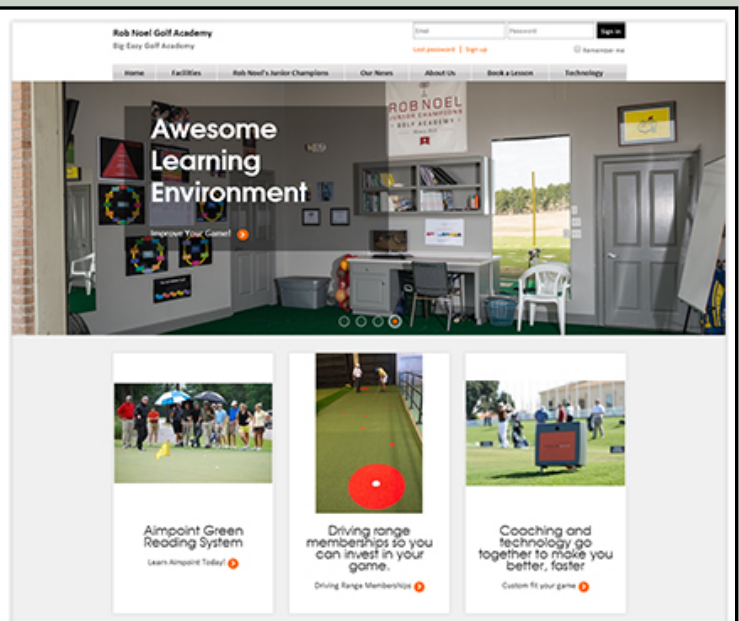 Rob Noel Golf Academy
Big Easy Golf Academy
Email
Password
Sign in
Lost password | Sign up
Remember me
Home
Facilities
Rob Noel's Junior Champions
Our News
About Us
Book a Lesson
Technology
Awesome
Learning
Environment
Improve Your Game!
ROB NOEL
JUNIOR CHAMPIONS
GOLF ACADEMY
Aimpoint Green
Reading System
Learn Aimpoint Today!
Driving range
memberships so you
can invest in your
game.
Driving Range Memberships
Coaching and
technology go
together to make you
better, faster
Custom fit your game